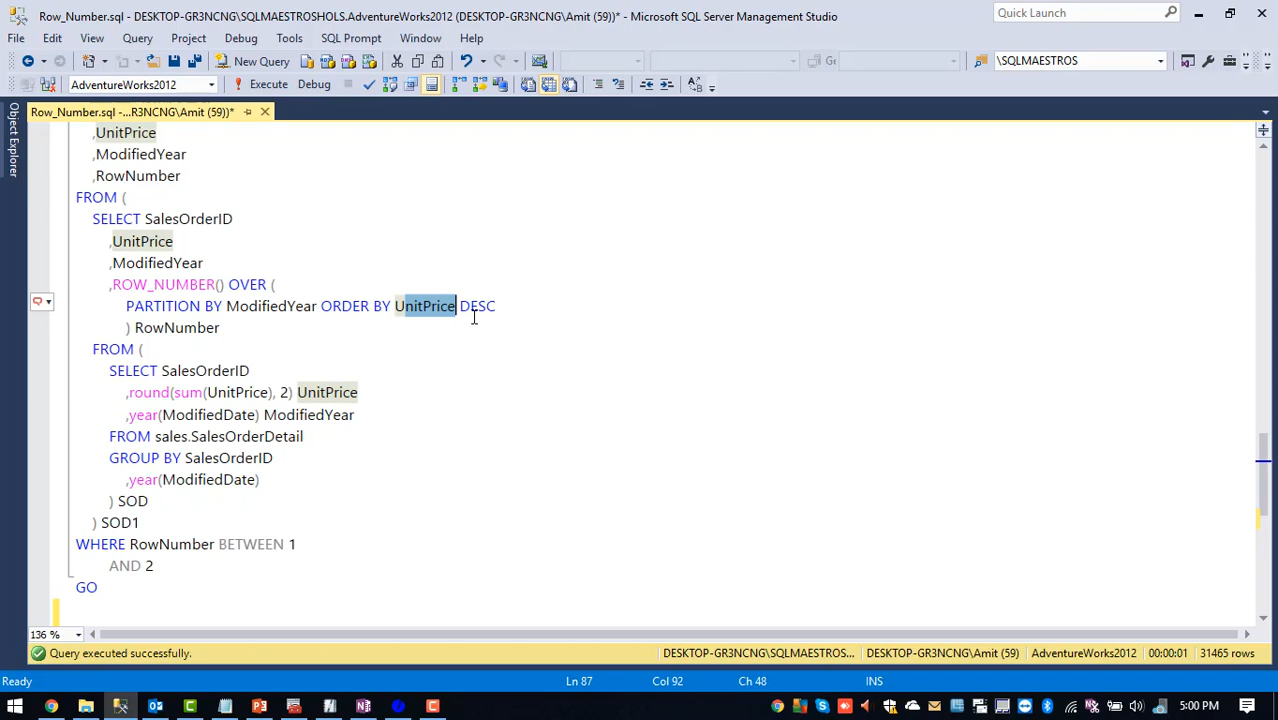 Row_Number.sql - DESKTOP-GR3NCNG\SQLMAESTROSHOLS.AdventureWorks2012 (DESKTOP-GR3NCNG\Amit (59))* - Microsoft SQL Server Management Studio
Quick Launch
File Edit View Query Project Debug Tools SQL Prompt Window Help
New Query
\SQLMAESTROS
AdventureWorks2012
Execute Debug
Row_Number.sql -...R3NCNG\Amit (59))*
Object Explorer
,UnitPrice
,ModifiedYear
,RowNumber
FROM (
SELECT SalesOrderID
,UnitPrice
,ModifiedYear
,ROW_NUMBER() OVER (
PARTITION BY ModifiedYear ORDER BY UnitPrice DESC
) RowNumber
FROM (
SELECT SalesOrderID
,round(sum(UnitPrice), 2) UnitPrice
,year(ModifiedDate) ModifiedYear
FROM sales.SalesOrderDetail
GROUP BY SalesOrderID
,year(ModifiedDate)
) SOD
) SOD1
WHERE RowNumber BETWEEN 1
AND 2
GO
136 %
Query executed successfully.
DESKTOP-GR3NCNG\SQLMAESTROS... DESKTOP-GR3NCNG\Amit (59) AdventureWorks2012 00:00:01 31465 rows
Ready Ln 87 Col 92 Ch 48 INS
5:00 PM